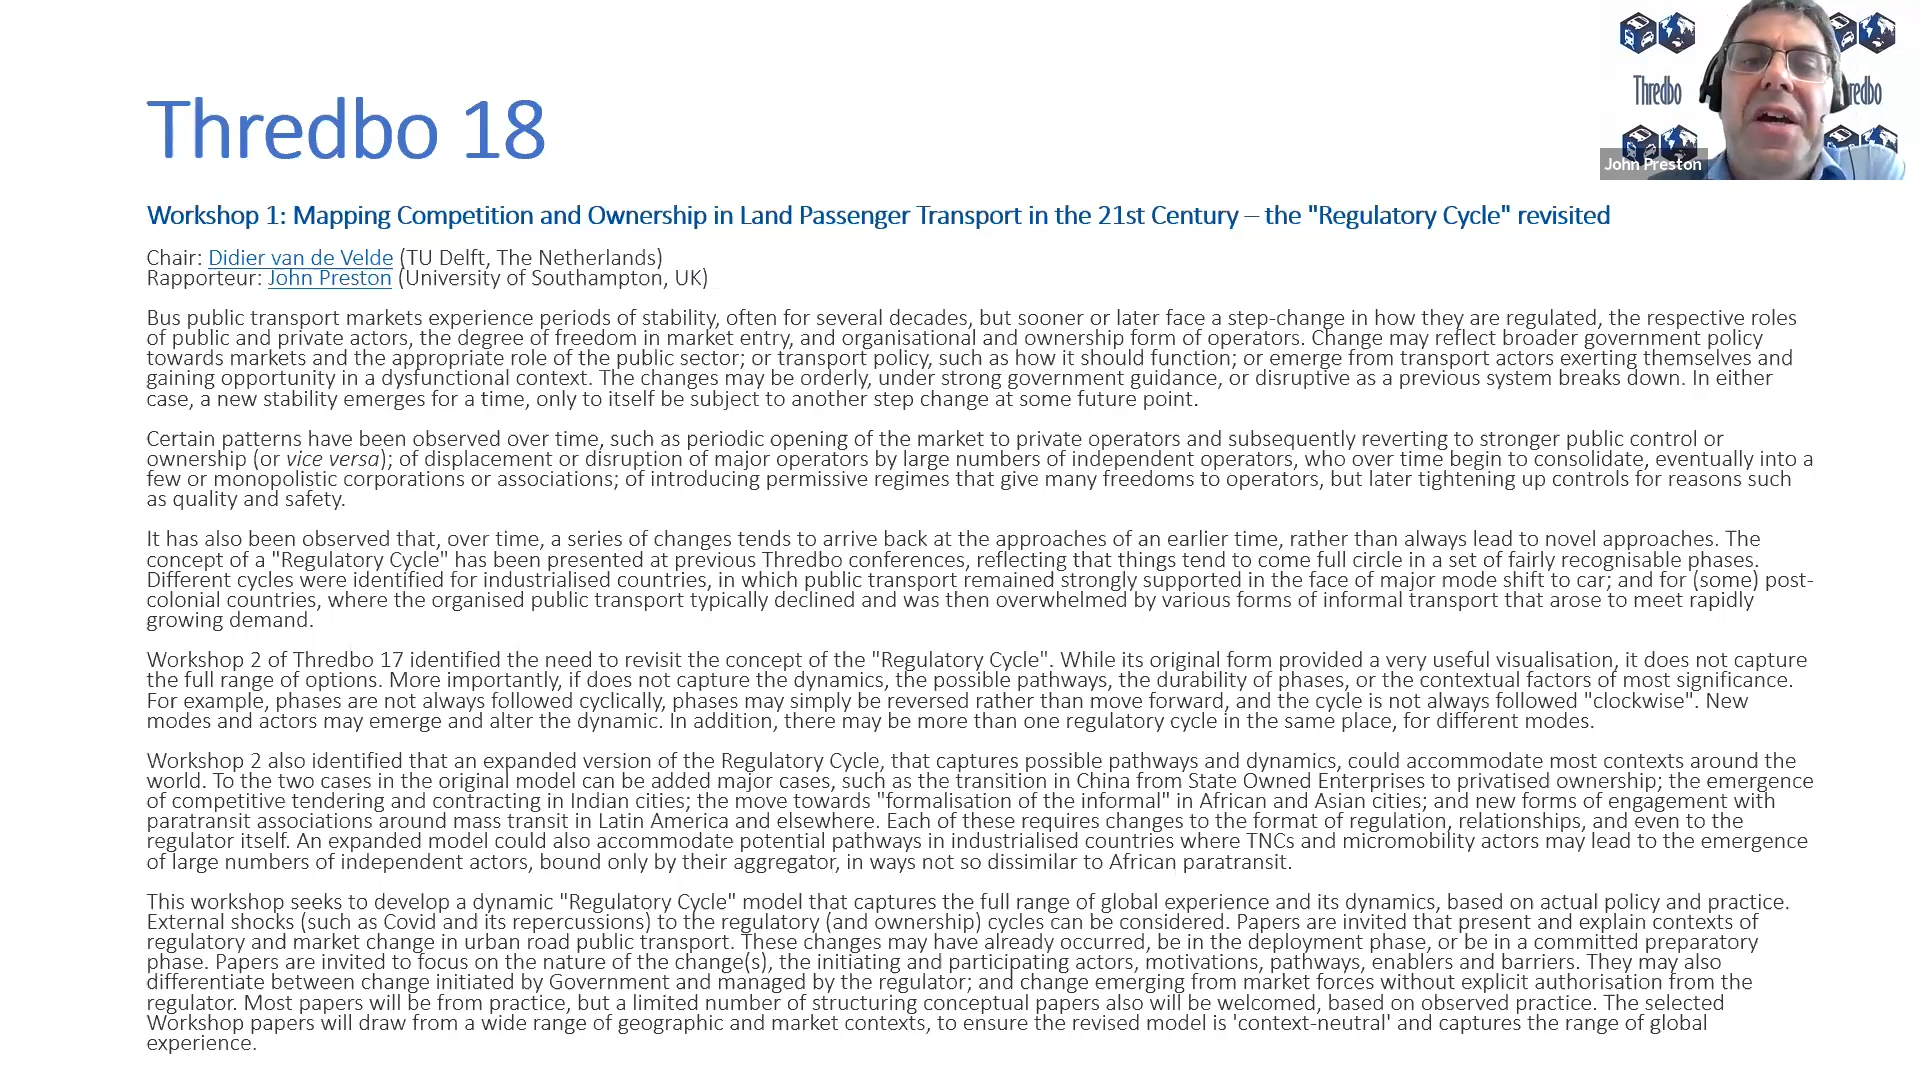 Thredbo
redbo
John Preston
Thredbo 18
Workshop 1: Mapping Competition and Ownership in Land Passenger Transport in the 21st Century – the "Regulatory Cycle" revisited
Chair: Didier van de Velde (TU Delft, The Netherlands)
Rapporteur: John Preston (University of Southampton, UK)
Bus public transport markets experience periods of stability, often for several decades, but sooner or later face a step-change in how they are regulated, the respective roles
of public and private actors, the degree of freedom in market entry, and organisational and ownership form of operators. Change may reflect broader government policy
towards markets and the appropriate role of the public sector; or transport policy, such as how it should function; or emerge from transport actors exerting themselves and
gaining opportunity in a dysfunctional context. The changes may be orderly, under strong government guidance, or disruptive as a previous system breaks down. In either
case, a new stability emerges for a time, only to itself be subject to another step change at some future point.
Certain patterns have been observed over time, such as periodic opening of the market to private operators and subsequently reverting to stronger public control or
ownership (or vice versa); of displacement or disruption of major operators by large numbers of independent operators, who over time begin to consolidate, eventually into a
few or monopolistic corporations or associations; of introducing permissive regimes that give many freedoms to operators, but later tightening up controls for reasons such
as quality and safety.
It has also been observed that, over time, a series of changes tends to arrive back at the approaches of an earlier time, rather than always lead to novel approaches. The
concept of a "Regulatory Cycle" has been presented at previous Thredbo conferences, reflecting that things tend to come full circle in a set of fairly recognisable phases.
Different cycles were identified for industrialised countries, in which public transport remained strongly supported in the face of major mode shift to car; and for (some) post-
colonial countries, where the organised public transport typically declined and was then overwhelmed by various forms of informal transport that arose to meet rapidly
growing demand.
Workshop 2 of Thredbo 17 identified the need to revisit the concept of the "Regulatory Cycle". While its original form provided a very useful visualisation, it does not capture
the full range of options. More importantly, if does not capture the dynamics, the possible pathways, the durability of phases, or the contextual factors of most significance.
For example, phases are not always followed cyclically, phases may simply be reversed rather than move forward, and the cycle is not always followed "clockwise". New
modes and actors may emerge and alter the dynamic. In addition, there may be more than one regulatory cycle in the same place, for different modes.
Workshop 2 also identified that an expanded version of the Regulatory Cycle, that captures possible pathways and dynamics, could accommodate most contexts around the
world. To the two cases in the original model can be added major cases, such as the transition in China from State Owned Enterprises to privatised ownership; the emergence
of competitive tendering and contracting in Indian cities; the move towards "formalisation of the informal" in African and Asian cities; and new forms of engagement with
paratransit associations around mass transit in Latin America and elsewhere. Each of these requires changes to the format of regulation, relationships, and even to the
regulator itself. An expanded model could also accommodate potential pathways in industrialised countries where TNCs and micromobility actors may lead to the emergence
of large numbers of independent actors, bound only by their aggregator, in ways not so dissimilar to African paratransit.
This workshop seeks to develop a dynamic "Regulatory Cycle" model that captures the full range of global experience and its dynamics, based on actual policy and practice.
External shocks (such as Covid and its repercussions) to the regulatory (and ownership) cycles can be considered. Papers are invited that present and explain contexts of
regulatory and market change in urban road public transport. These changes may have already occurred, be in the deployment phase, or be in a committed preparatory
phase. Papers are invited to focus on the nature of the change(s), the initiating and participating actors, motivations, pathways, enablers and barriers. They may also
differentiate between change initiated by Government and managed by the regulator; and change emerging from market forces without explicit authorisation from the
regulator. Most papers will be from practice, but a limited number of structuring conceptual papers also will be welcomed, based on observed practice. The selected
Workshop papers will draw from a wide range of geographic and market contexts, to ensure the revised model is 'context-neutral' and captures the range of global
experience.